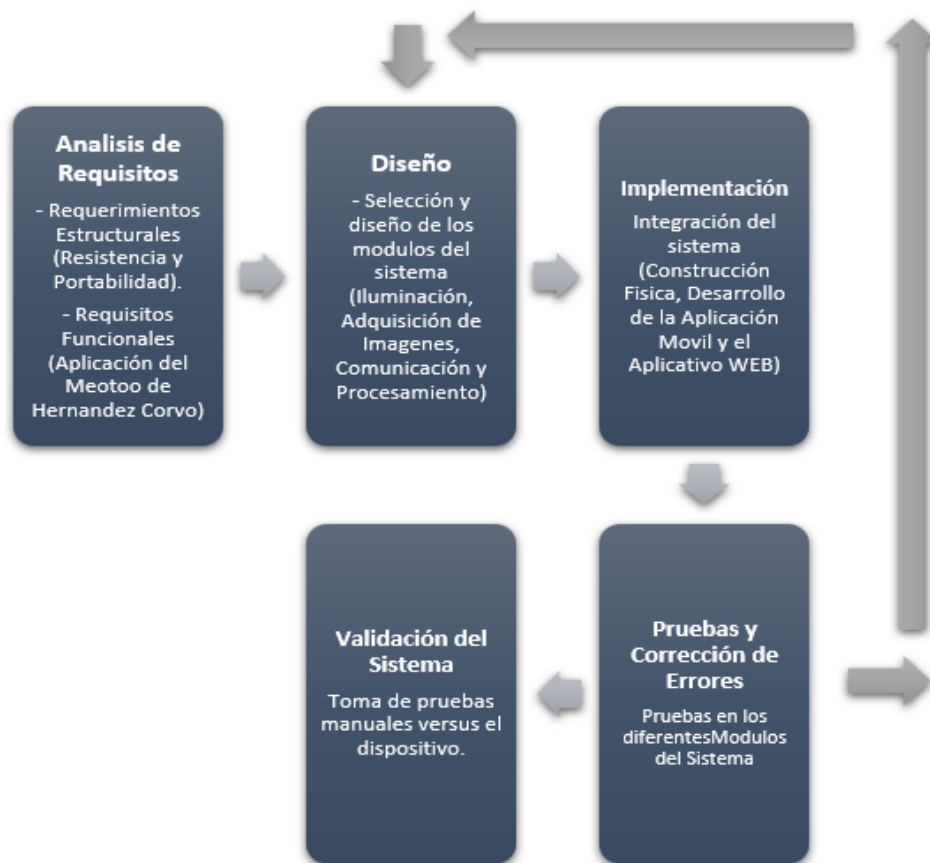 Analisis de
Requisitos
- Requerimientos
Estructurales
(Resistencia y
Portabilidad).
- Requisitos
Funcionales
(Aplicación del
Meotoo de
Hernandez Corvo)
Diseño
- Selección y
diseño de los
modulos del
sistema
(Iluminación,
Adquisición de
Imagenes,
Comunicación y
Procesamiento)
Implementación
Integración del
sistema
(Construcción
Fisica, Desarrollo
de la Aplicación
Movil y el
Aplicativo WEB)
Pruebas y
Corrección de
Errores
Pruebas en los
diferentesModulos
del Sistema
Validación del
Sistema
Toma de pruebas
manuales versus el
dispositivo.